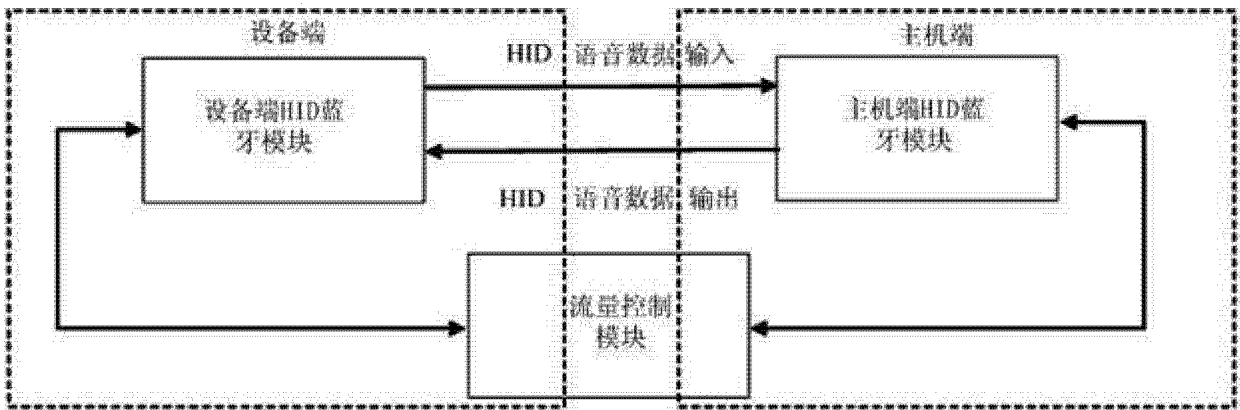 设备端
主机端
HID 语音数据 输入
设备端HID蓝
牙模块
主机端HID蓝
牙模块
HID 语音数据 输出
流量控制
模块